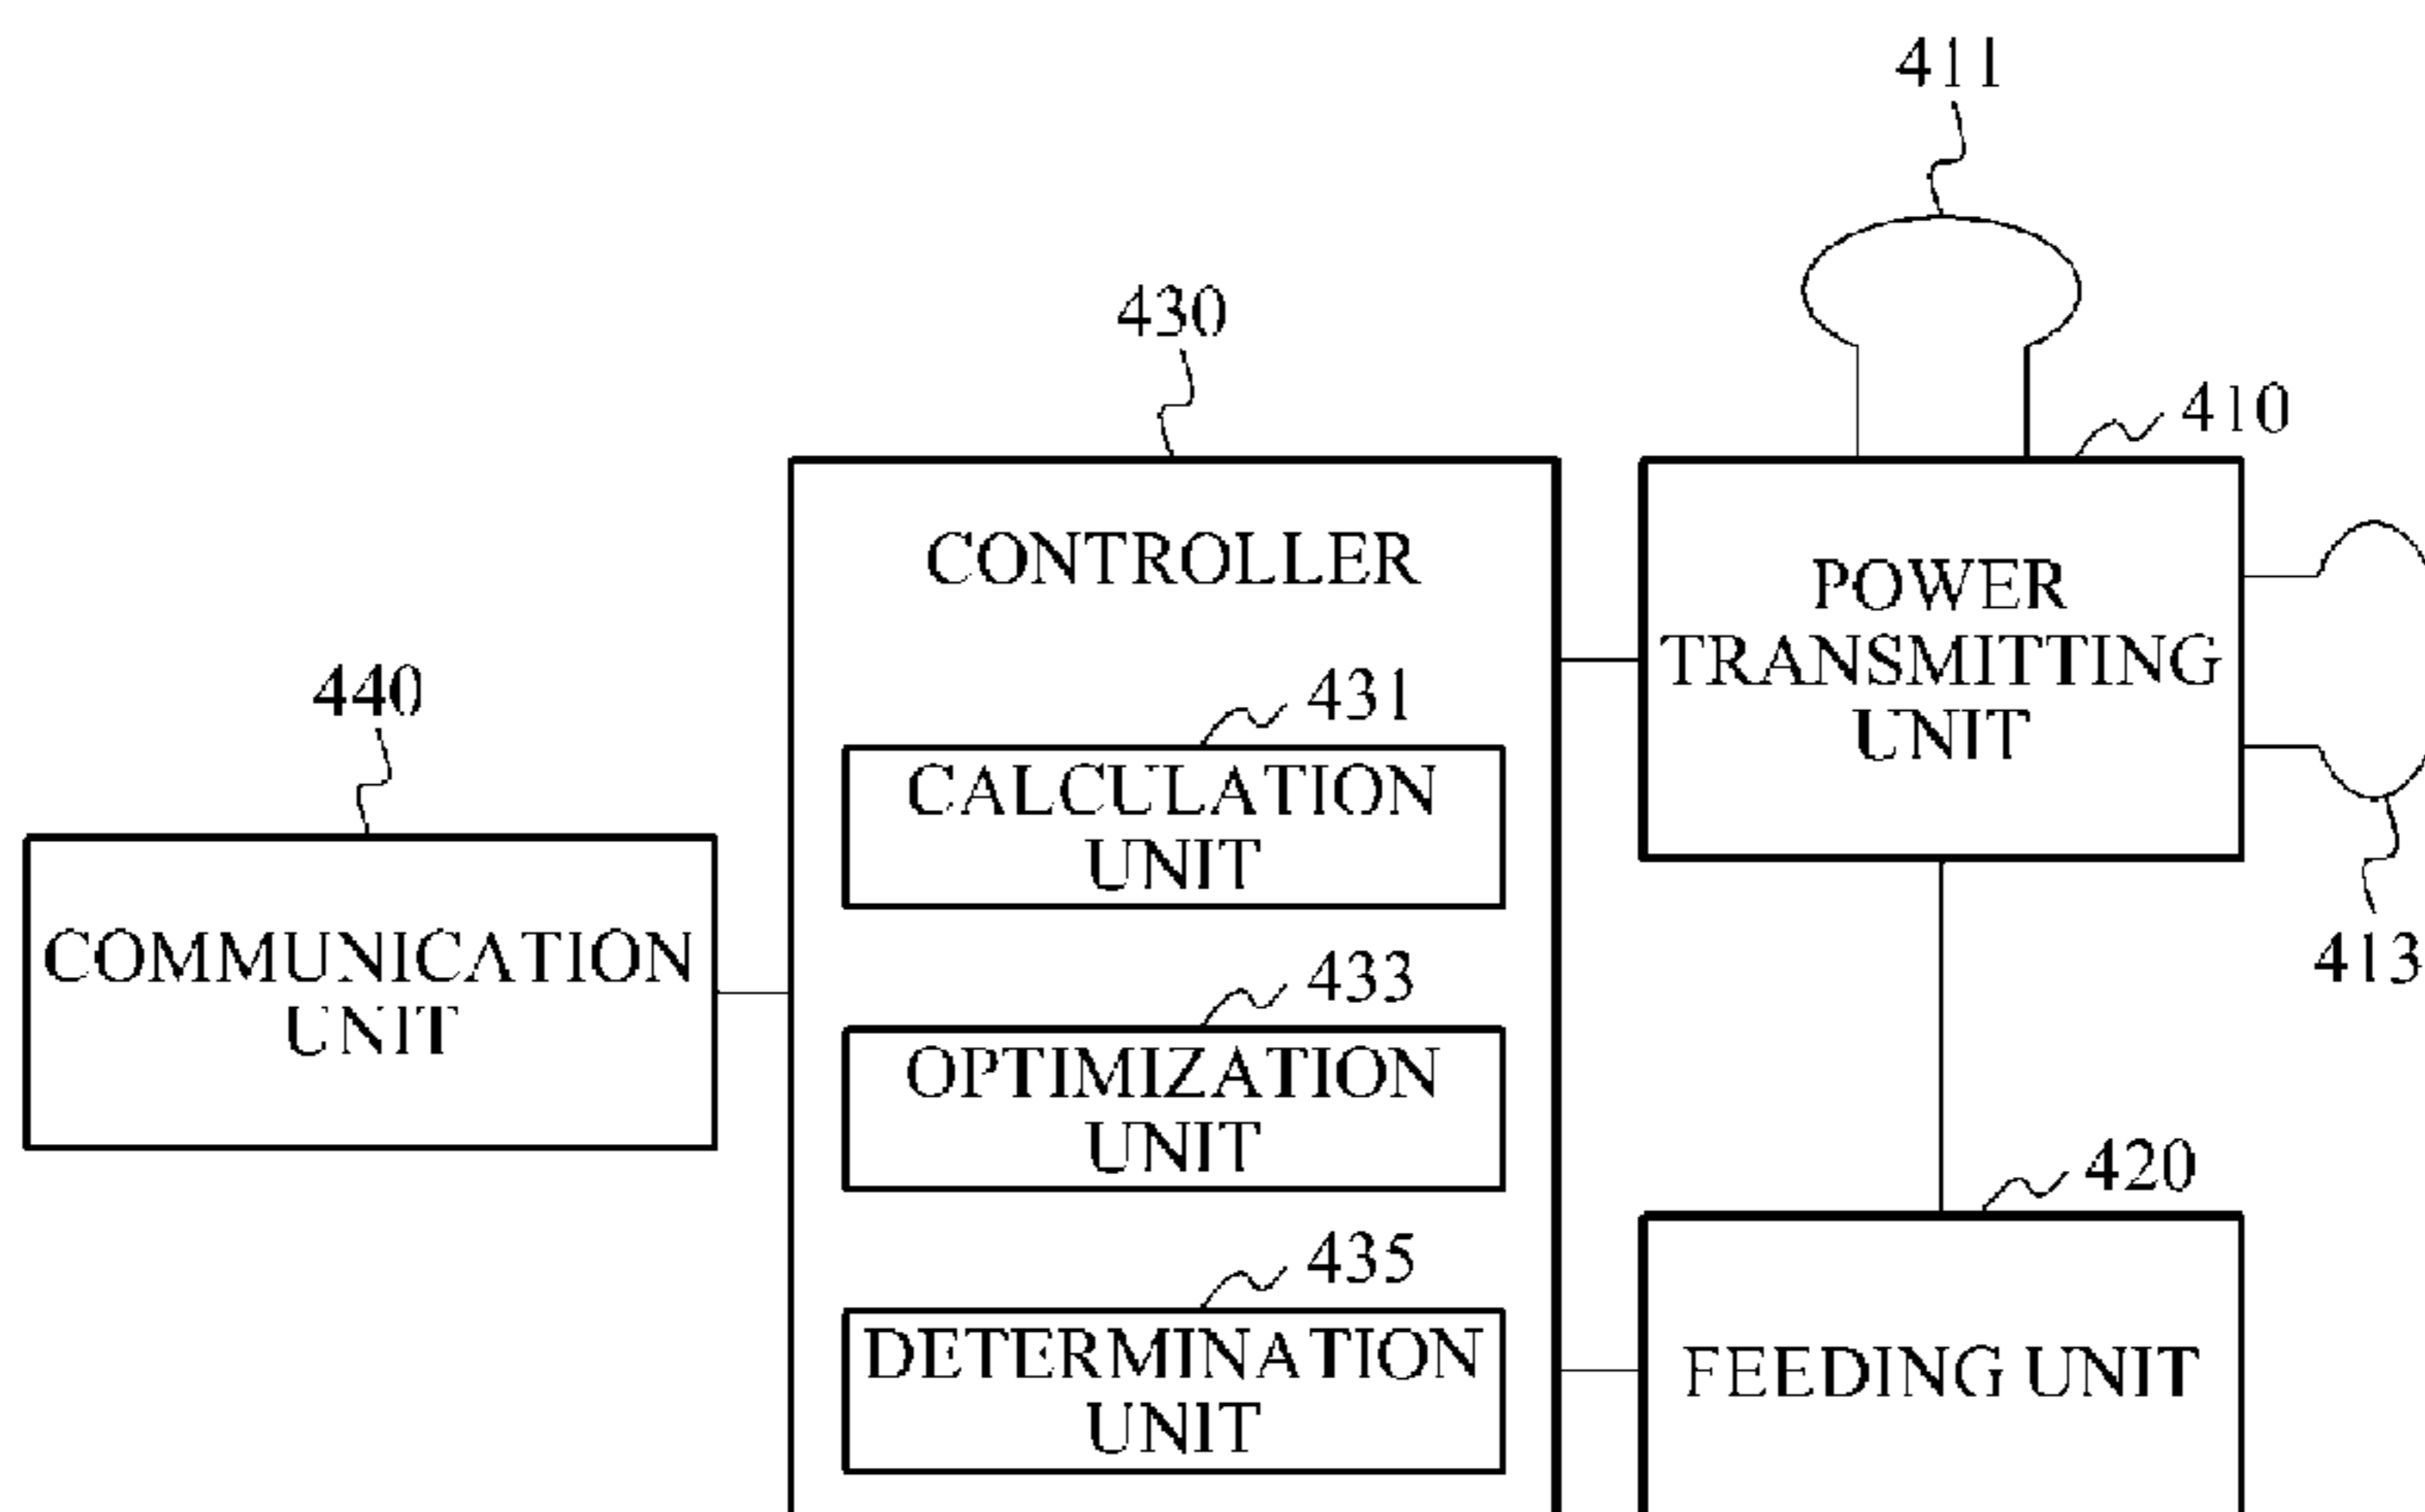 411
430
410
CONTROLLER
POWER
TRANSMITTING
UNIT
440
431
CALCULATION
UNIT
COMMUNICATION
UNIT
413
433
OPTIMIZATION
UNIT
420
435
DETERMINATION
UNIT
FEEDING UNIT